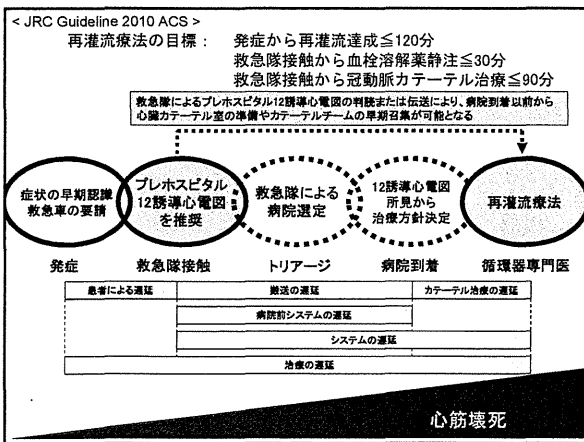 < JRC Guideline 2010 ACS >
再灌流療法の目標： 発症から再灌流達成≦120分
救急隊接触から血栓溶解薬静注≦30分
救急隊接触から冠動脈カテーテル治療≦90分
救急隊によるプレホスピタル12誘導心電図の判読または伝送により、病院到着以前から
心臓カテーテル室の準備やカテーテルチームの早期召集が可能となる
症状の早期認識
救急車の要請
プレホスピタル
12誘導心電図
を推奨
救急隊による
病院選定
12誘導心電図
所見から
治療方針決定
再灌流療法
発症 救急隊接触 トリアージ 病院到着 循環器専門医
患者による遅延 搬送の遅延 カテーテル治療の遅延
病院前システムの遅延
システムの遅延
治療の遅延
心筋壊死